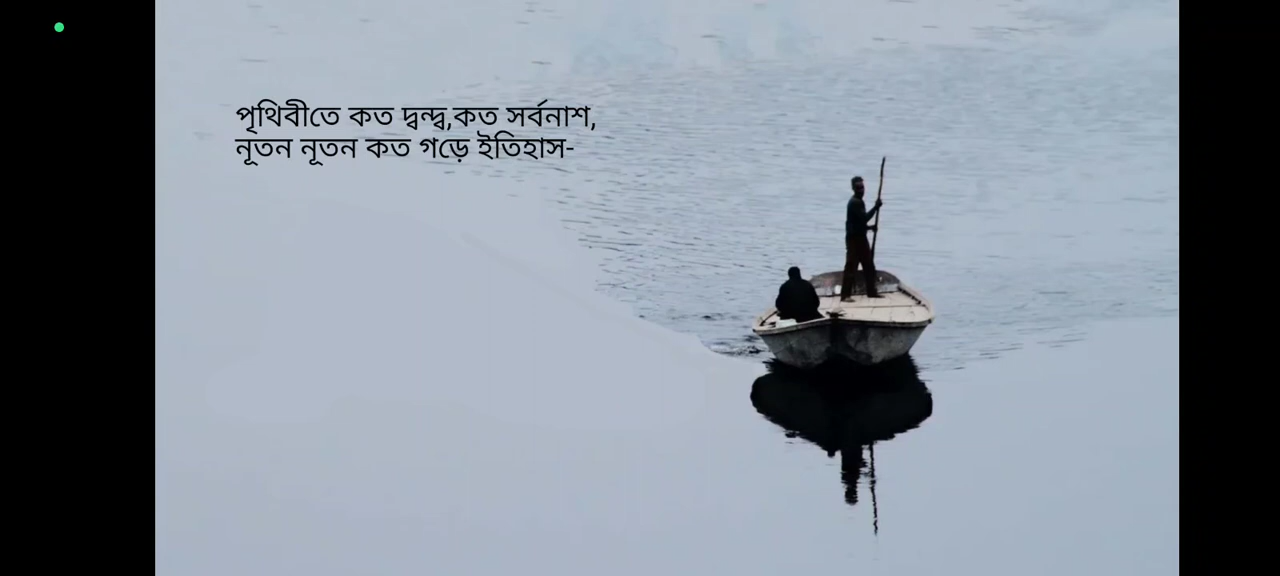 পৃথিবীতে কত দ্বন্দ্ব,কত সর্বনাশ,
নূতন নূতন কত গড়ে ইতিহাস-